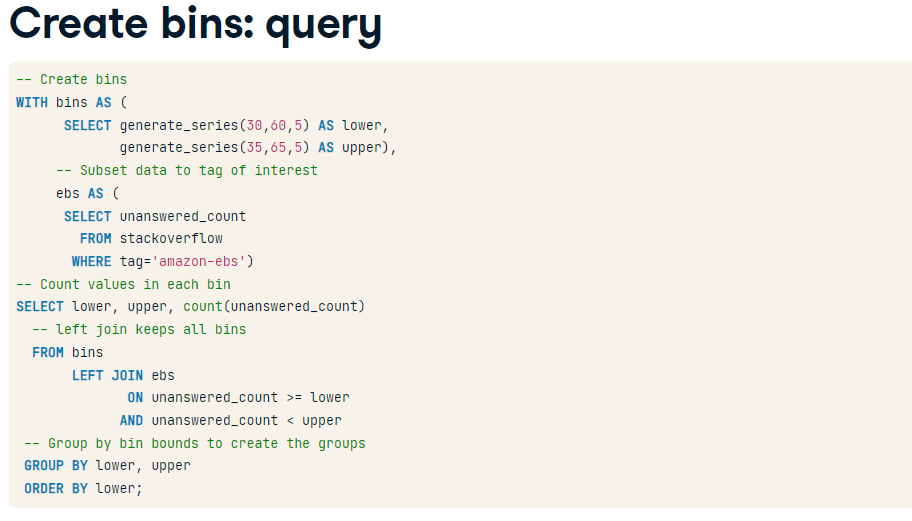 Create bins: query
-- Create bins
WITH bins AS (
SELECT generate_series(30,60,5) AS lower,
generate_series(35,65,5) AS upper),
-- Subset data to tag of interest
ebs AS (
SELECT unanswered_count
FROM stackoverflow
WHERE tag='amazon-ebs')
-- Count values in each bin
SELECT lower, upper, count(unanswered_count)
-- left join keeps all bins
FROM bins
LEFT JOIN ebs
ON unanswered_count >= lower
AND unanswered_count < upper
-- Group by bin bounds to create the groups
GROUP BY lower, upper
ORDER BY lower;